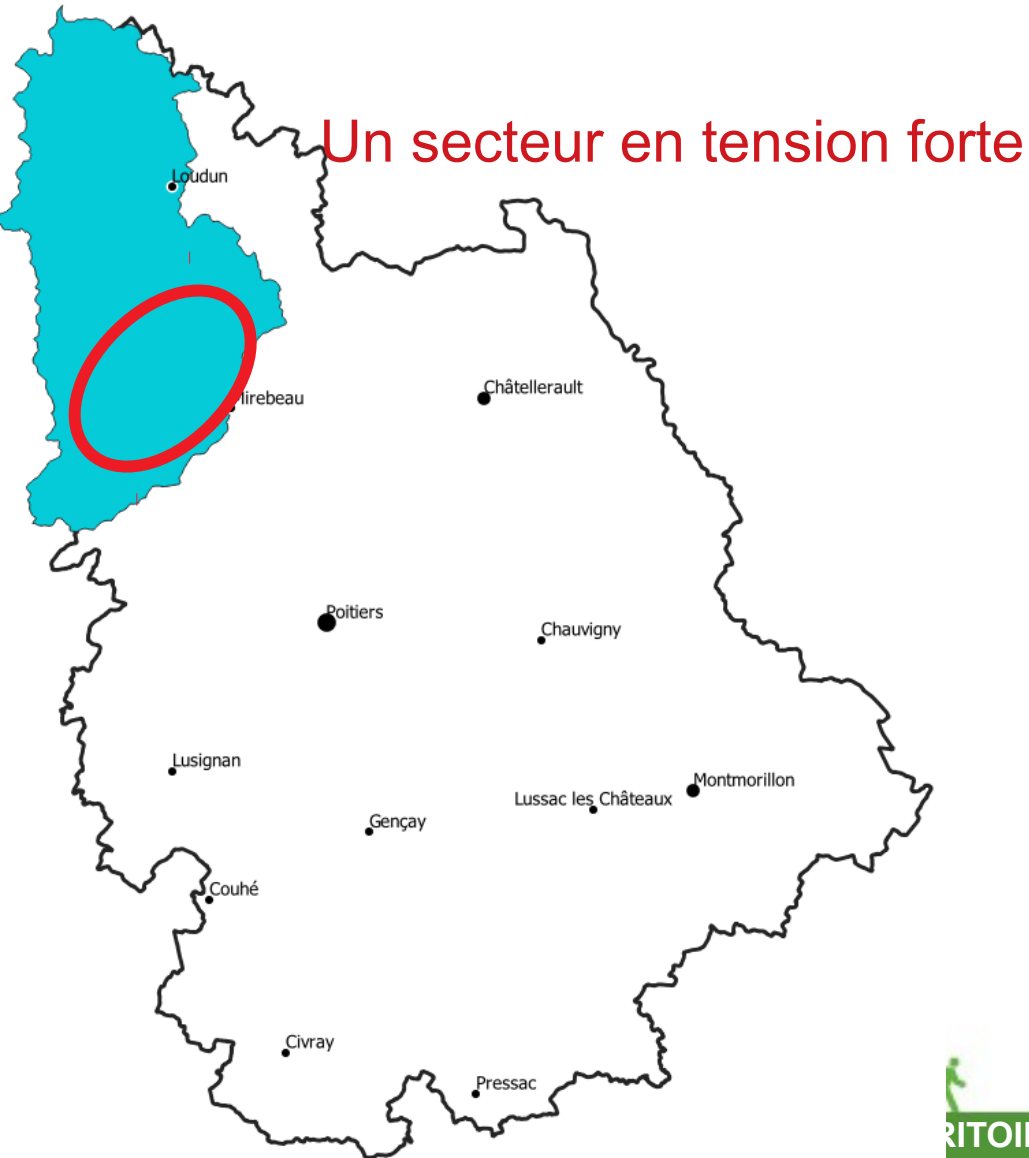 Un secteur en tension forte
Loudun
Châtellerault
Poitiers
Chauvigny
Lusignan
Montmorillon
Lussac les Châteaux
Gençay
Couhé
Civray
Pressac